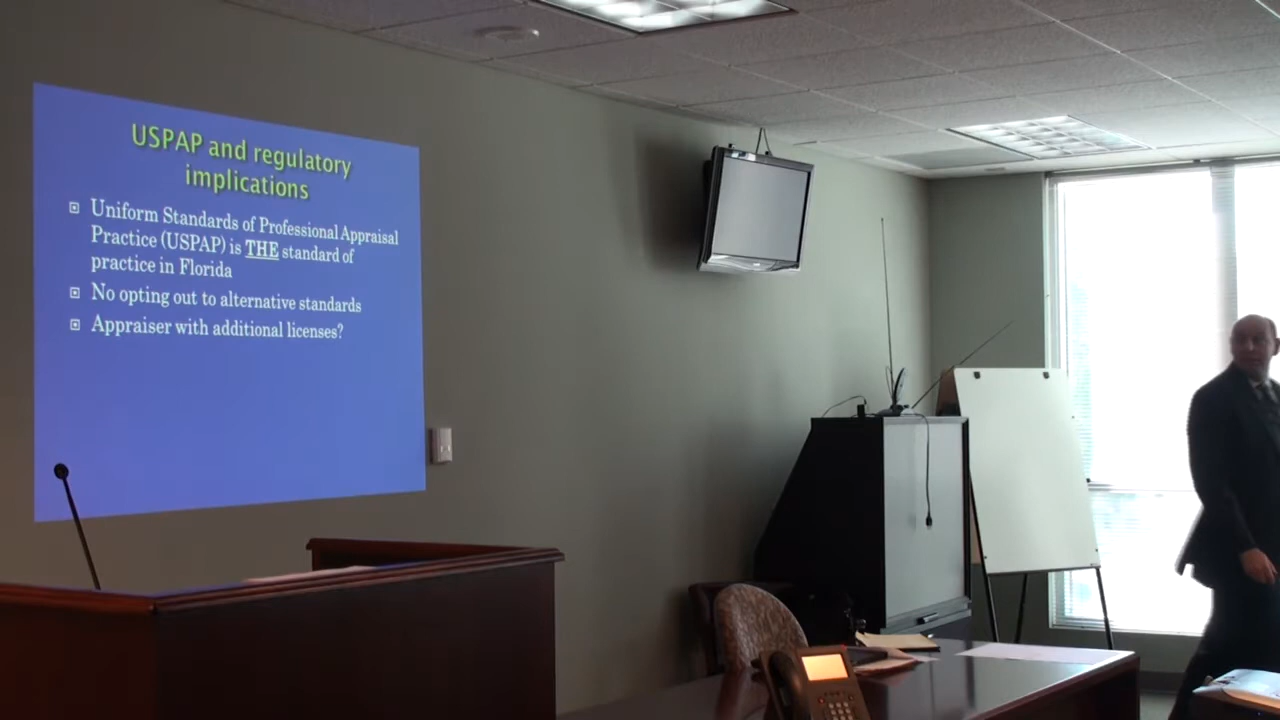 USPAP and regulatory
implications
Uniform Standards of Professional Appraisal
Practice (USPAP) is THE standard of
practice in Florida
No opting out to alternative standards
Appraiser with additional licenses?